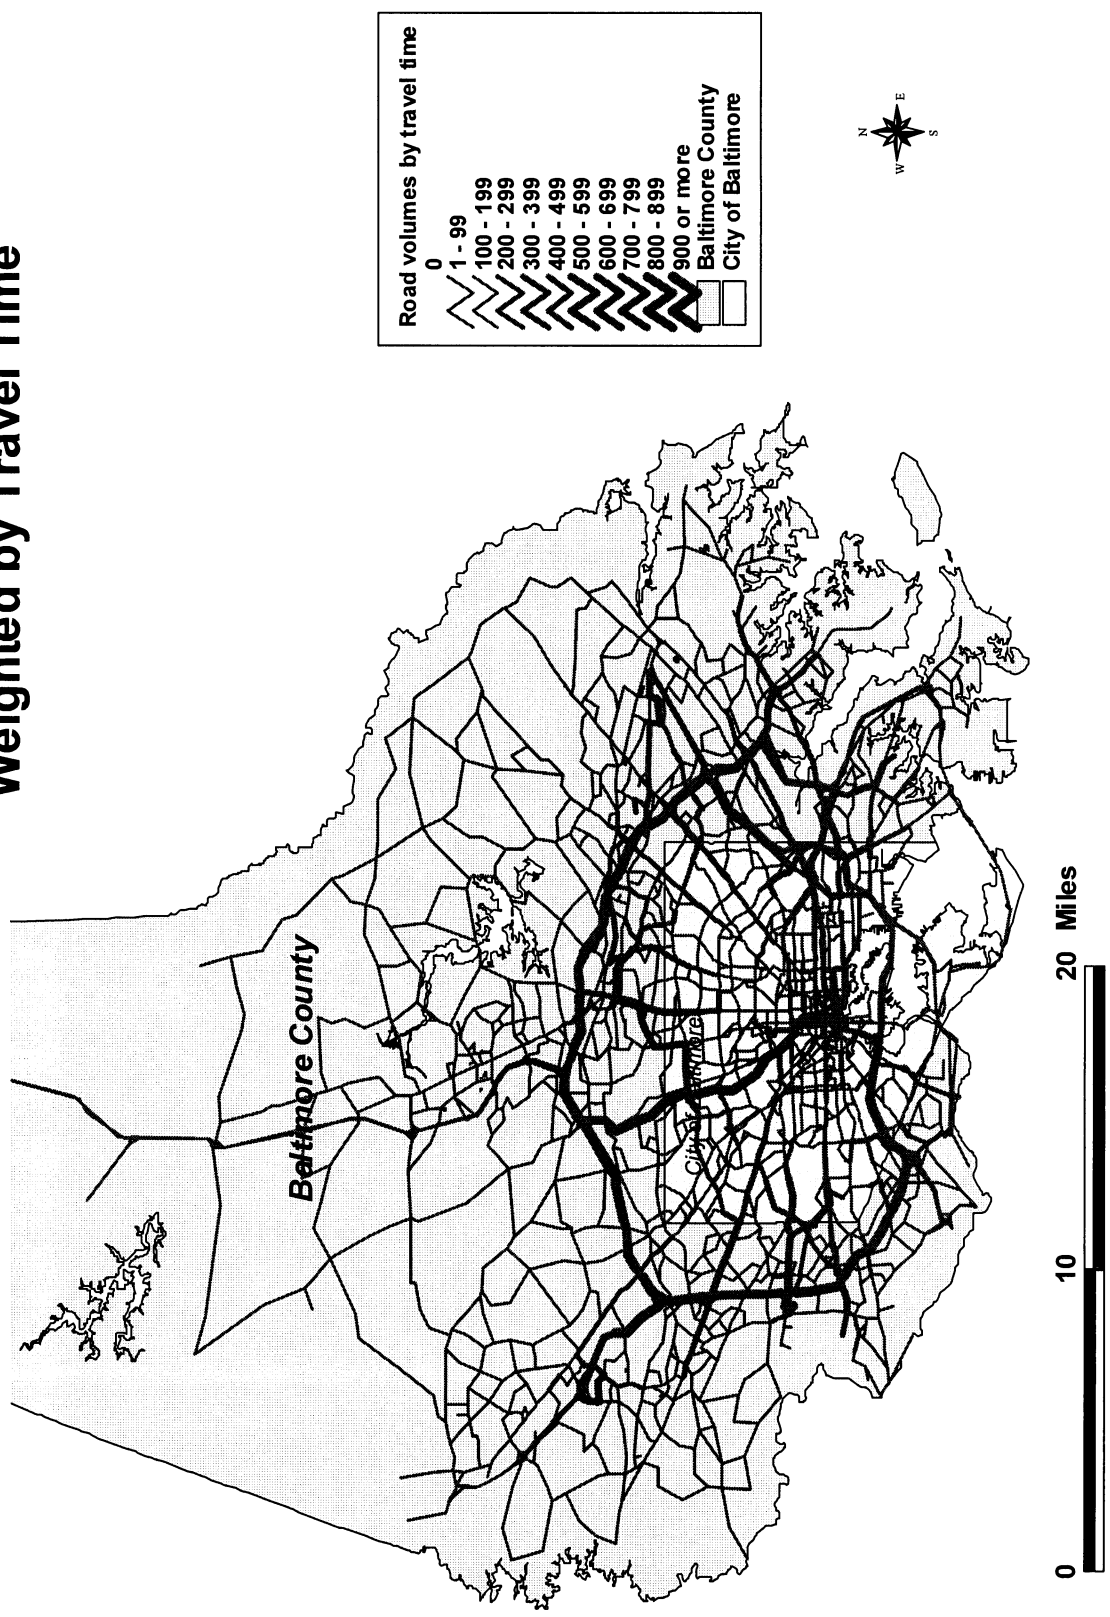 Weighted by Travel Time
Road volumes by travel time
0
1 - 99
100 - 199
200 - 299
300 - 399
400 - 499
500 - 599
600 - 699
700 - 799
800 - 899
900 or more
Baltimore County
City of Baltimore
N
W
E
S
Baltimore County
City of Baltimore
0
10
20 Miles